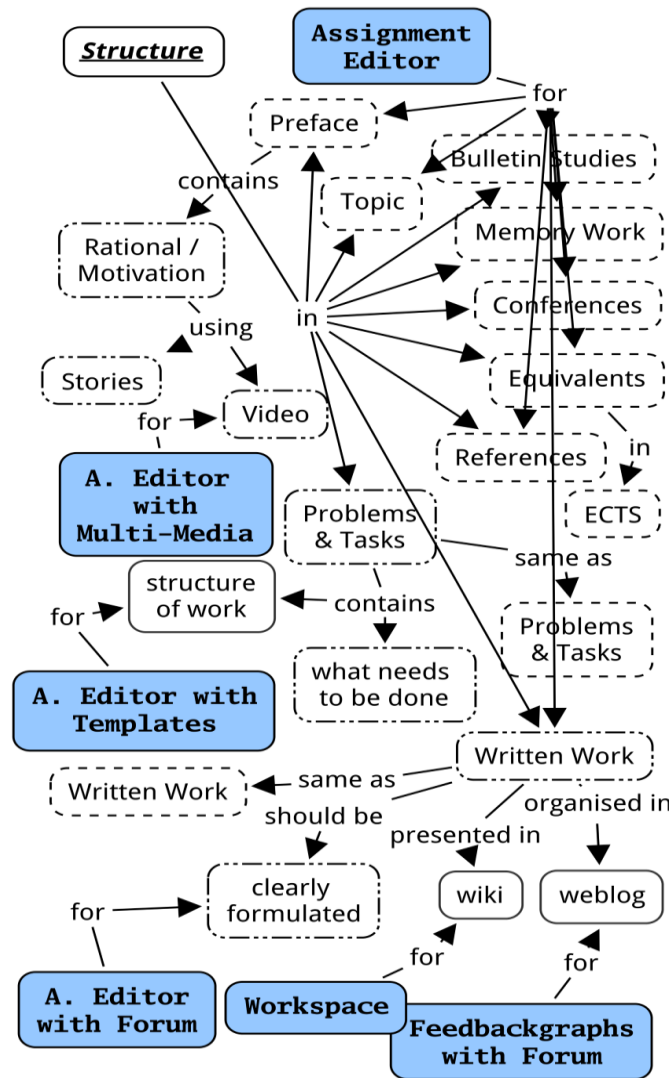 Assignment
Editor
Structure
for
Preface
Bulletin Studies
contains
Topic
Memory Work
Rational /
Motivation
Conferences
in
using
Stories
Equivalents
Video
for
in
References
A. Editor
with
Multi-Media
ECTS
Problems
& Tasks
same as
structure
of work
contains
for
Problems
& Tasks
what needs
to be done
A. Editor with
Templates
Written Work
same as
Written Work
organised in
should be
presented in
clearly
formulated
wiki
weblog
for
for
for
A. Editor
with Forum
Workspace
Feedbackgraphs
with Forum